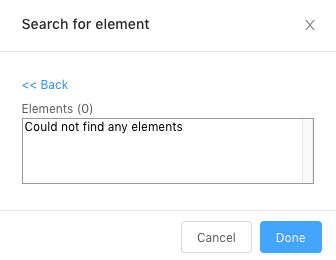 Search for element
<< Back
Elements (0)
Could not find any elements
Cancel
Done